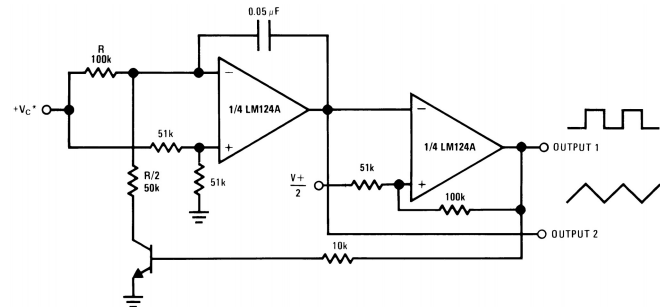 0.05 μF
R
100k
+VC*
1/4 LM124A
51k
51k
R/2
50k
1/4 LM124A
OUTPUT 1
V+
2
51k
100k
OUTPUT 2
10k